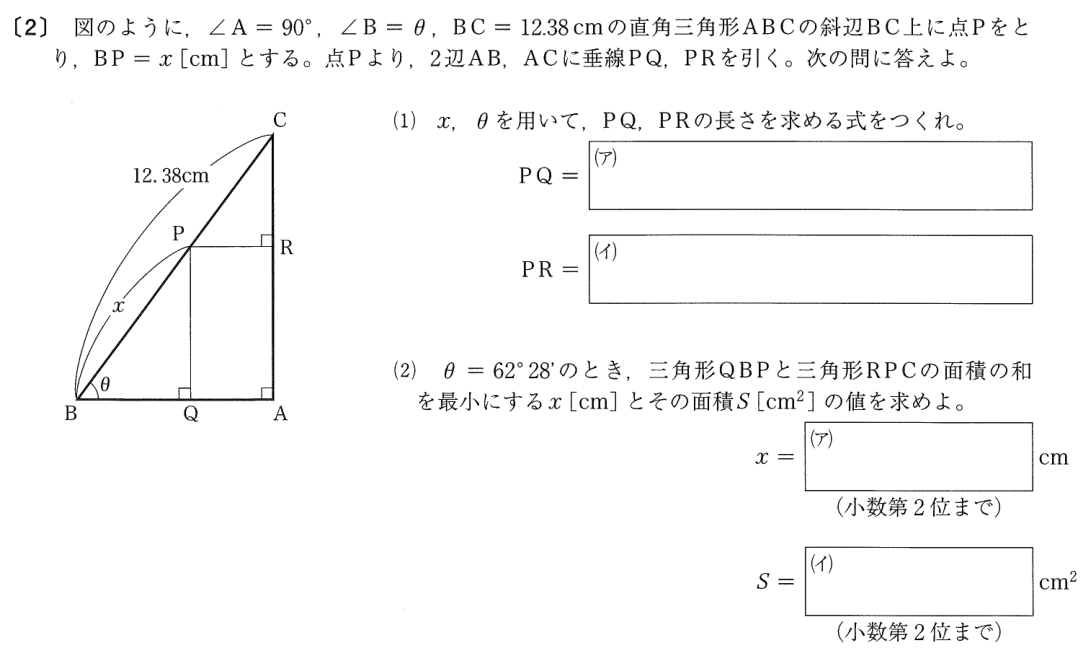 〔2〕 図のように，∠A = 90°，∠B = θ，BC = 12.38 cmの直角三角形ABCの斜辺BC上に点Pをと
り，BP = x [cm] とする。点Pより，2辺AB，ACに垂線PQ，PRを引く。次の問に答えよ。
C
12.38cm
P
R
x
θ
B
Q
A
(1) x，θを用いて，PQ，PRの長さを求める式をつくれ。
PQ =
(ア)
PR =
(イ)
(2) θ = 62°28’のとき，三角形QBPと三角形RPCの面積の和
を最小にするx [cm] とその面積S [cm²] の値を求めよ。
x =
(ア)
cm
（小数第2位まで）
S =
(イ)
cm²
（小数第2位まで）